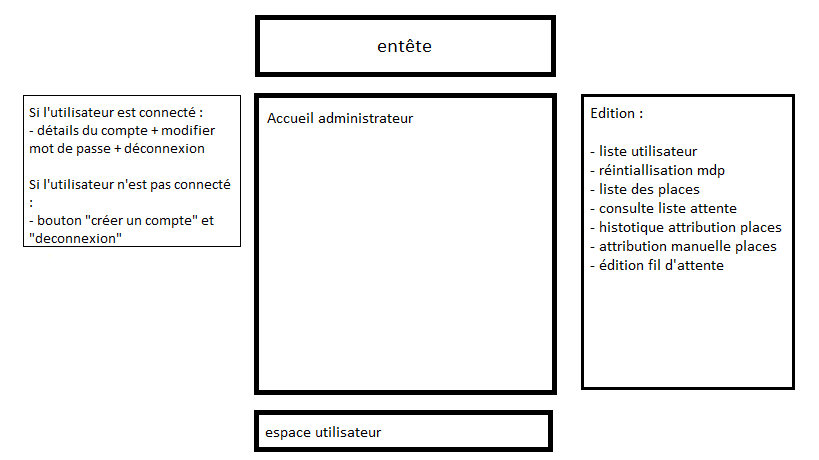 entête
Si l'utilisateur est connecté :
- détails du compte + modifier
mot de passe + déconnexion
Si l'utilisateur n'est pas connecté
:
- bouton "créer un compte" et
"deconnexion"
Accueil administrateur
Edition :
- liste utilisateur
- réintiallisation mdp
- liste des places
- consulte liste attente
- histotique attribution places
- attribution manuelle places
- édition fil d'attente
espace utilisateur